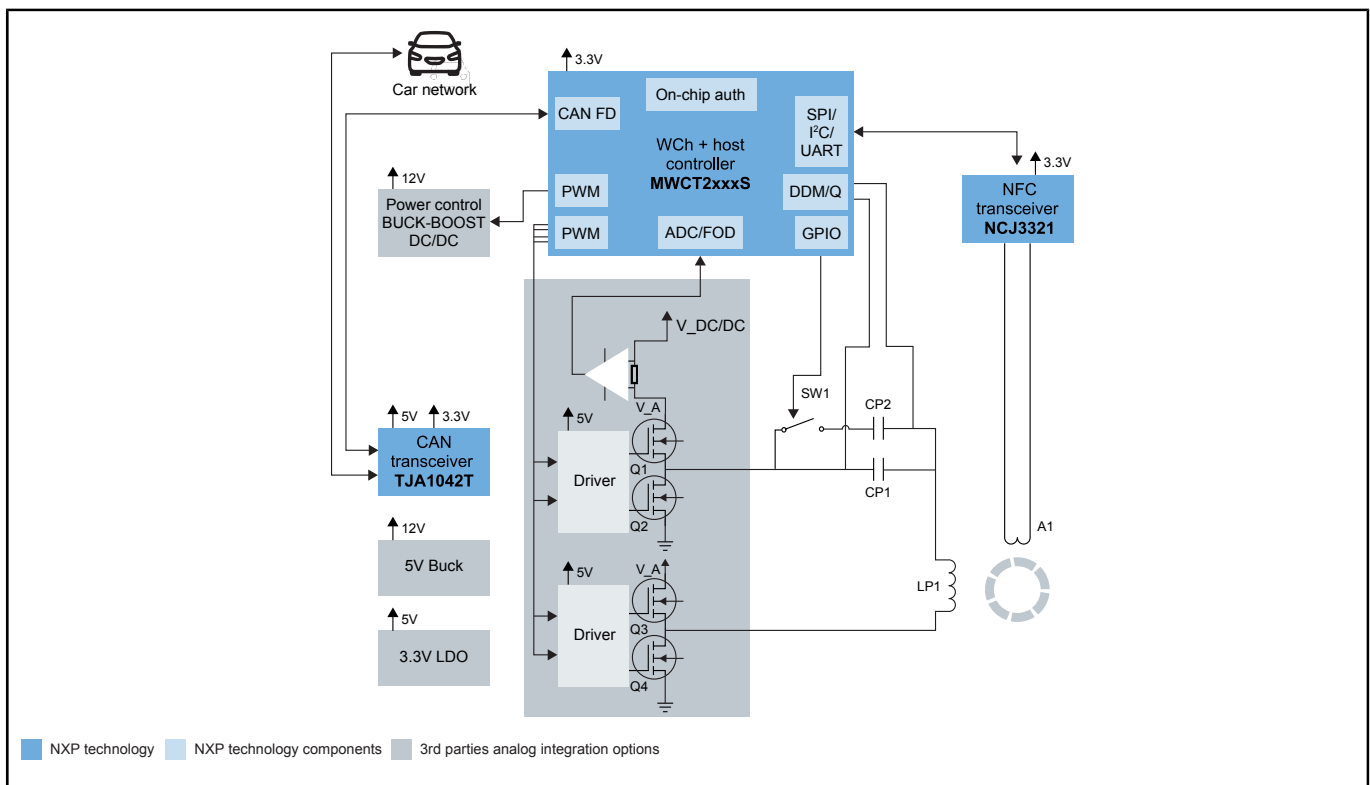 Car network
3.3V
On-chip auth
CAN FD
SPI/
I²C/
UART
WCh + host
controller
MWCT2xxxS
PWM
DDM/Q
PWM
ADC/FOD
GPIO
3.3V
NFC
transceiver
NCJ3321
12V
Power control
BUCK-BOOST
DC/DC
V_DC/DC
SW1
CP2
CP1
5V
3.3V
CAN
transceiver
TJA1042T
5V
V_A
Driver
Q1
Q2
12V
5V Buck
A1
LP1
5V
3.3V LDO
5V
V_A
Driver
Q3
Q4
NXP technology
NXP technology components
3rd parties analog integration options